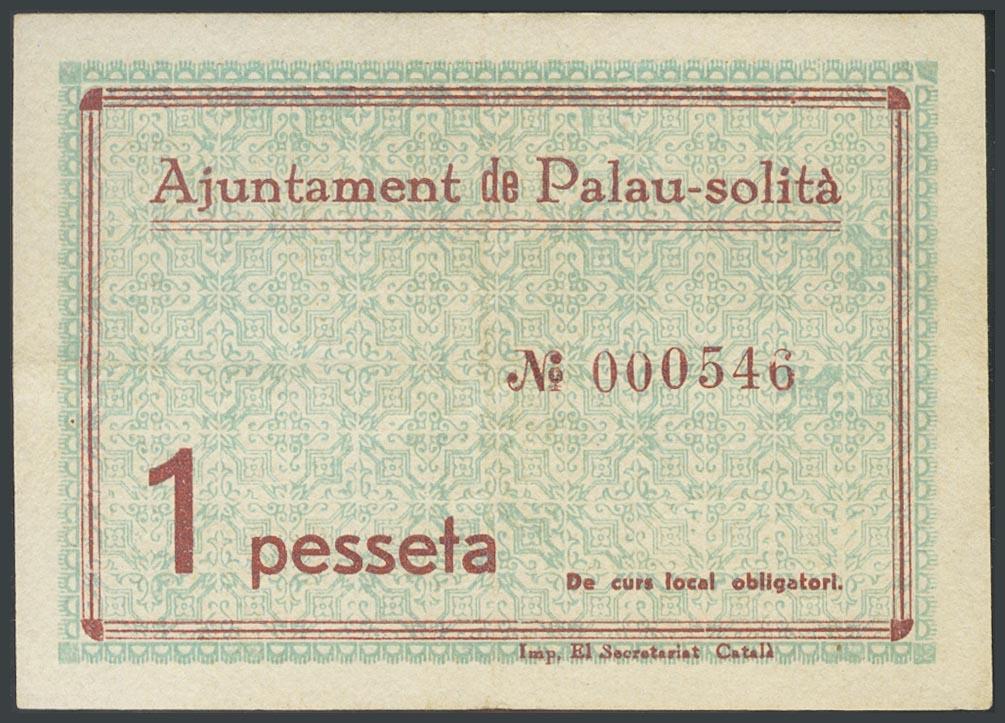 Ajuntament de Palau-solità
Nº 000546
1 pesseta
De curs local obligatori.
Imp. El Secretariat Català